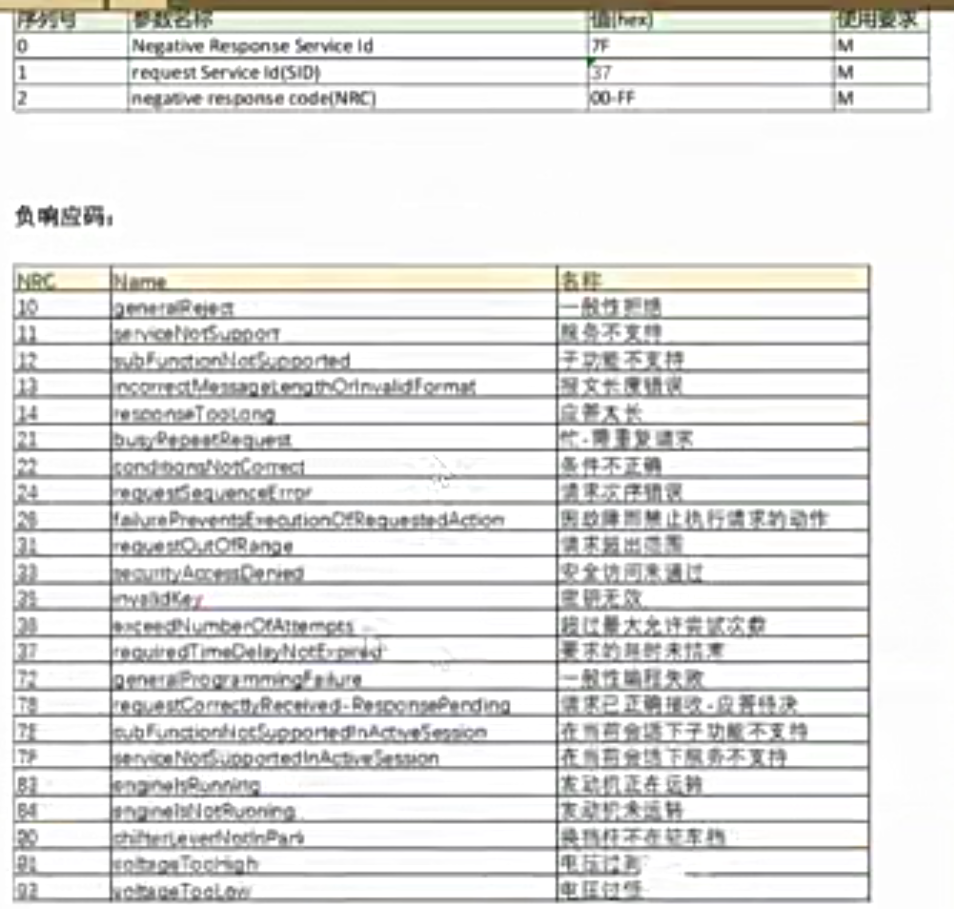 序列号 参数名称 值(hex) 使用要求
0 Negative Response Service Id 7F M
1 request Service Id(SID) 37 M
2 negative response code(NRC) 00-FF M
负响应码：
NRC Name 名称
10 generalReject 一般性拒绝
11 serviceNotSupport 服务不支持
12 subFunctionNotSupported 子功能不支持
13 incorrectMessageLengthOrInvalidFormat 报文长度错误
14 responseTooLong 应答太长
21 busyRepeatRequest 忙-需重复请求
22 conditionsNotCorrect 条件不正确
24 requestSequenceError 请求次序错误
26 failurePreventsExecutionOfRequestedAction 因故障而禁止执行请求的动作
31 requestOutOfRange 请求超出范围
33 securityAccessDenied 安全访问未通过
35 invalidKey 密钥无效
36 exceedNumberOfAttempts 超过最大允许尝试次数
37 requiredTimeDelayNotExpired 要求的延时未结束
72 generalProgrammingFailure 一般性编程失败
78 requestCorrectlyReceived-ResponsePending 请求已正确接收-应答待决
7E subFunctionNotSupportedInActiveSession 在当前会话下子功能不支持
7F serviceNotSupportedInActiveSession 在当前会话下服务不支持
83 engineIsRunning 发动机正在运转
84 engineIsNotRunning 发动机未运转
90 shifterLeverNotInPark 换挡杆不在驻车档
voltageTooHigh 电压过高
93 voltageTooLow 电压过低